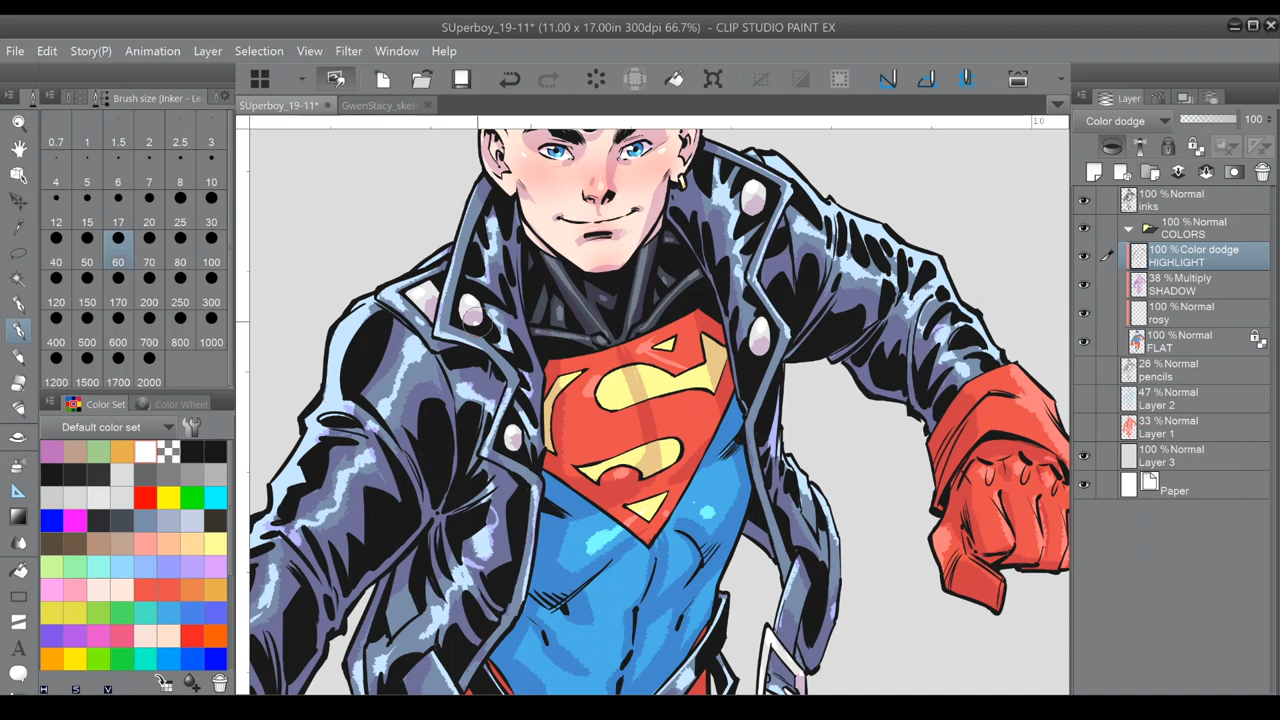 SUperboy_19-11* (11.00 x 17.00in 300dpi 66.7%) - CLIP STUDIO PAINT EX
File Edit Story(P) Animation Layer Selection View Filter Window Help
Brush size [Inker - Le
SUperboy_19-11*
GwenStacy_sket
Layer
10
Color dodge 100
0.7 1 1.5 2 2.5 3
4 5 6 7 8 10
12 15 17 20 25 30
40 50 60 70 80 100
120 150 170 200 250 300
400 500 600 700 800 1000
1200 1500 1700 2000
Color Set Color Wheel
Default color set
H S V
100 % Normal
inks
100 % Normal
COLORS
100 % Color dodge
HIGHLIGHT
38 % Multiply
SHADOW
100 % Normal
rosy
100 % Normal
FLAT
26 % Normal
pencils
47 % Normal
Layer 2
33 % Normal
Layer 1
100 % Normal
Layer 3
Paper